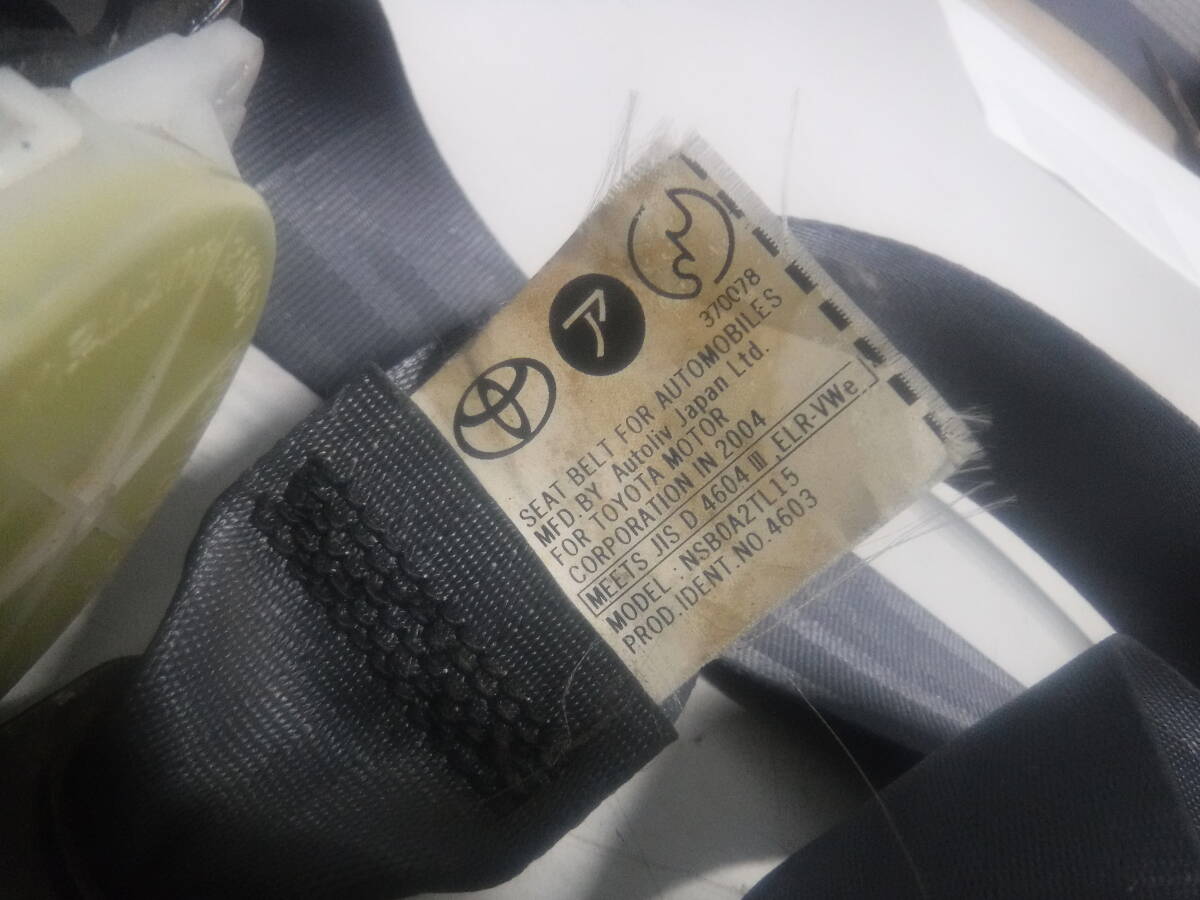 ア
370078
SEAT BELT FOR AUTOMOBILES
MFD.BY Autoliv Japan Ltd.
FOR TOYOTA MOTOR
CORPORATION IN 2004
MEETS JIS D 4604 Ⅲ,ELR-VWe
MODEL:NSB0A2TL15
PROD.IDENT.NO.4603